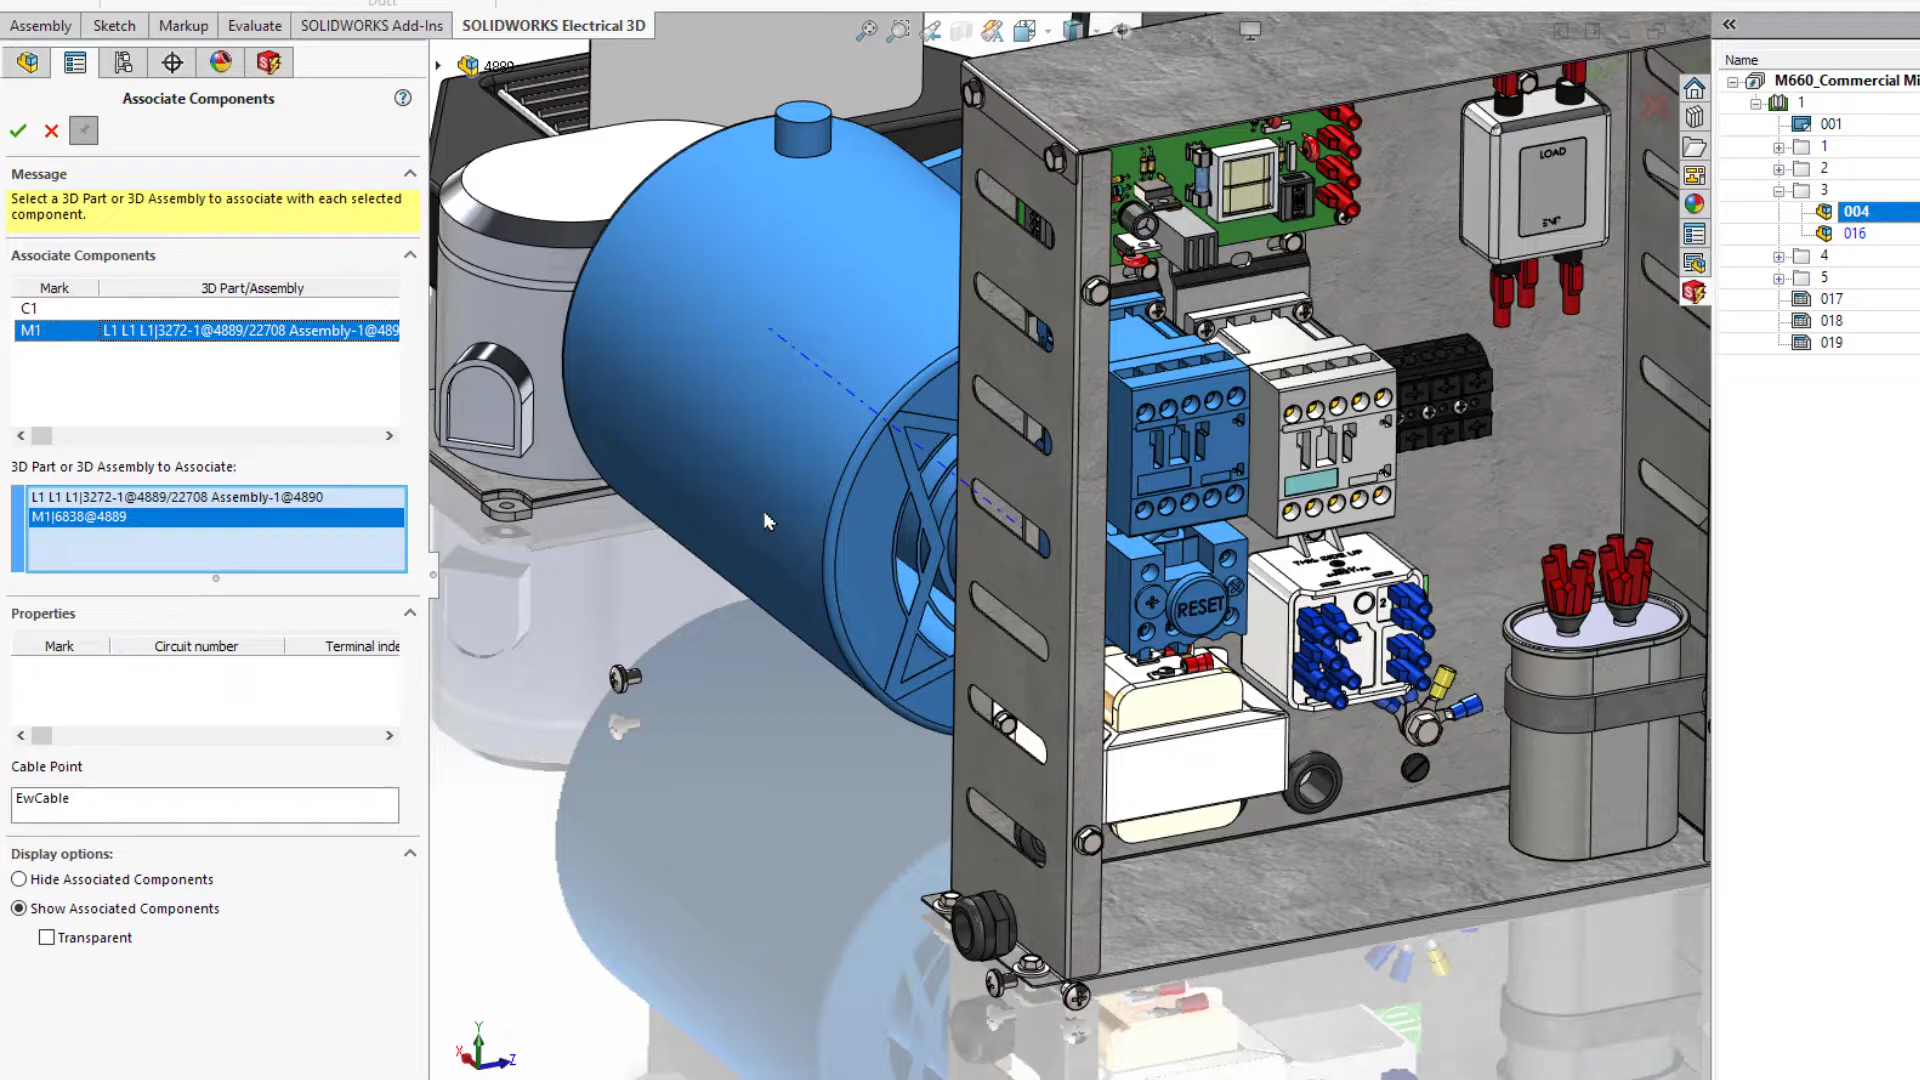 Duct
Assembly Sketch Markup Evaluate SOLIDWORKS Add-Ins SOLIDWORKS Electrical 3D
4889
Associate Components
Message
Select a 3D Part or 3D Assembly to associate with each selected
component.
Associate Components
Mark 3D Part/Assembly
C1
M1 L1 L1 L1|3272-1@4889/22708 Assembly-1@489
3D Part or 3D Assembly to Associate:
L1 L1 L1|3272-1@4889/22708 Assembly-1@4890
M1|6838@4889
Properties
Mark Circuit number Terminal inde
Cable Point
EwCable
Display options:
Hide Associated Components
Show Associated Components
Transparent
LOAD
RESET
THIS SIDE UP
2
Y
X
Z
Name
M660_Commercial Mi
1
001
1
2
3
004
016
4
5
017
018
019